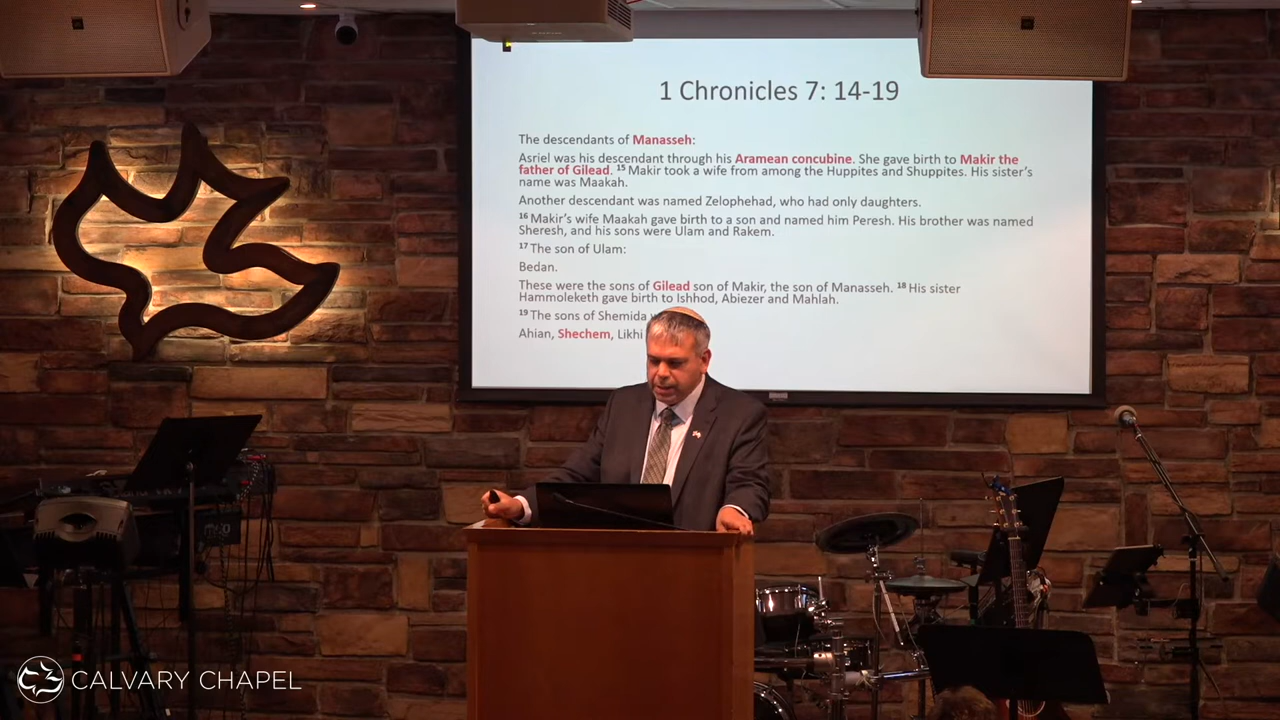 1 Chronicles 7: 14-19
The descendants of Manasseh:
Asriel was his descendant through his Aramean concubine. She gave birth to Makir the
father of Gilead. 15 Makir took a wife from among the Huppites and Shuppites. His sister's
name was Maakah.
Another descendant was named Zelophehad, who had only daughters.
16 Makir's wife Maakah gave birth to a son and named him Peresh. His brother was named
Sheresh, and his sons were Ulam and Rakem.
17 The son of Ulam:
Bedan.
These were the sons of Gilead son of Makir, the son of Manasseh. 18 His sister
Hammoleketh gave birth to Ishhod, Abiezer and Mahlah.
19 The sons of Shemida
Ahian, Shechem, Likhi
CALVARY CHAPEL